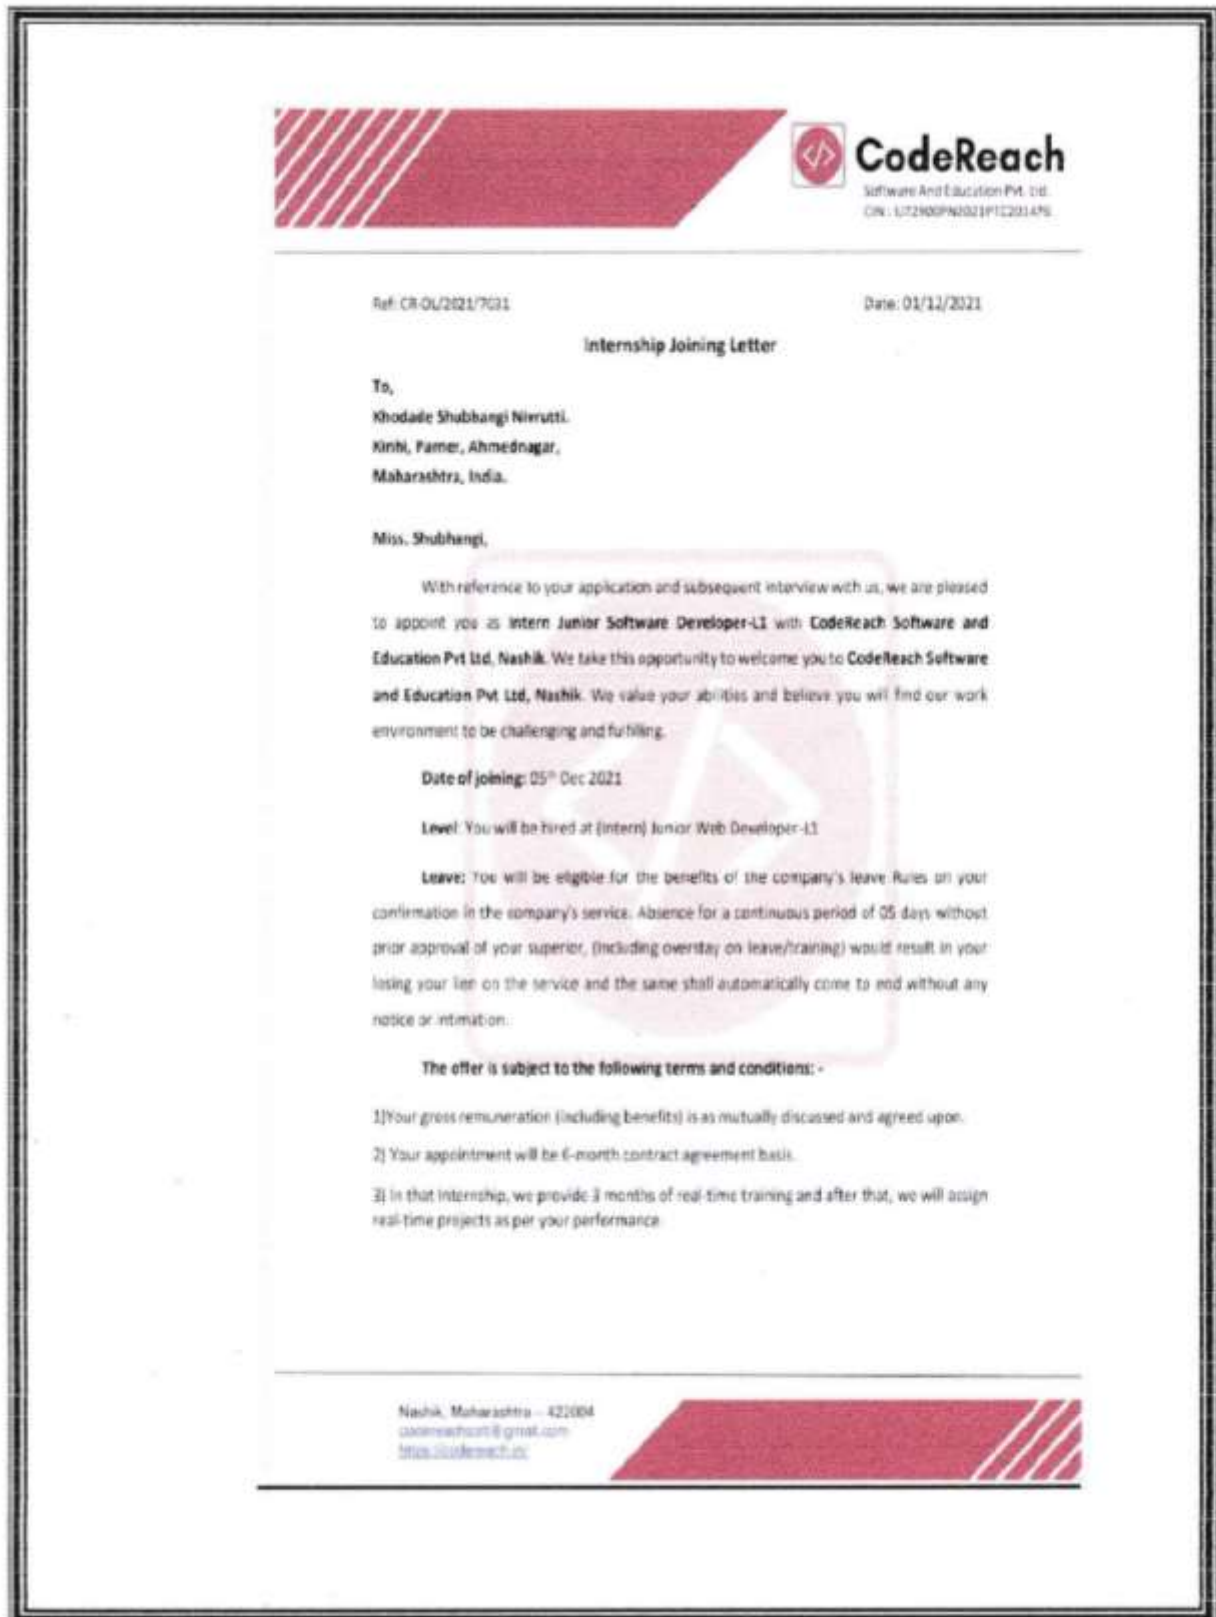 CodeReach
Software And Education Pvt. Ltd.
CIN :
Ref: CR-OL/2021/7031
Date: 01/12/2021
Internship Joining Letter
To,
Khodade Shubhangi Nivrutti.
Kinhi, Parner, Ahmednagar,
Maharashtra, India.
Miss. Shubhangi,
With reference to your application and subsequent interview with us, we are pleased
to appoint you as Intern Junior Software Developer-L1 with CodeReach Software and
Education Pvt Ltd, Nashik. We take this opportunity to welcome you to CodeReach Software
and Education Pvt Ltd, Nashik. We value your abilities and believe you will find our work
environment to be challenging and fulfilling.
Date of joining: 05th Dec 2021
Level: You will be hired at (Intern) Junior Web Developer-L1
Leave: You will be eligible for the benefits of the company's leave Rules on your
confirmation in the company's service. Absence for a continuous period of 05 days without
prior approval of your superior, (including overstay on leave/training) would result in your
losing your lien on the service and the same shall automatically come to end without any
notice or intimation.
The offer is subject to the following terms and conditions: -
1)Your gross remuneration (including benefits) is as mutually discussed and agreed upon.
2) Your appointment will be 6-month contract agreement basis.
3) In that Internship, we provide 3 months of real-time training and after that, we will assign
real-time projects as per your performance.
Nashik, Maharashtra - 422004
https://codereach.in/